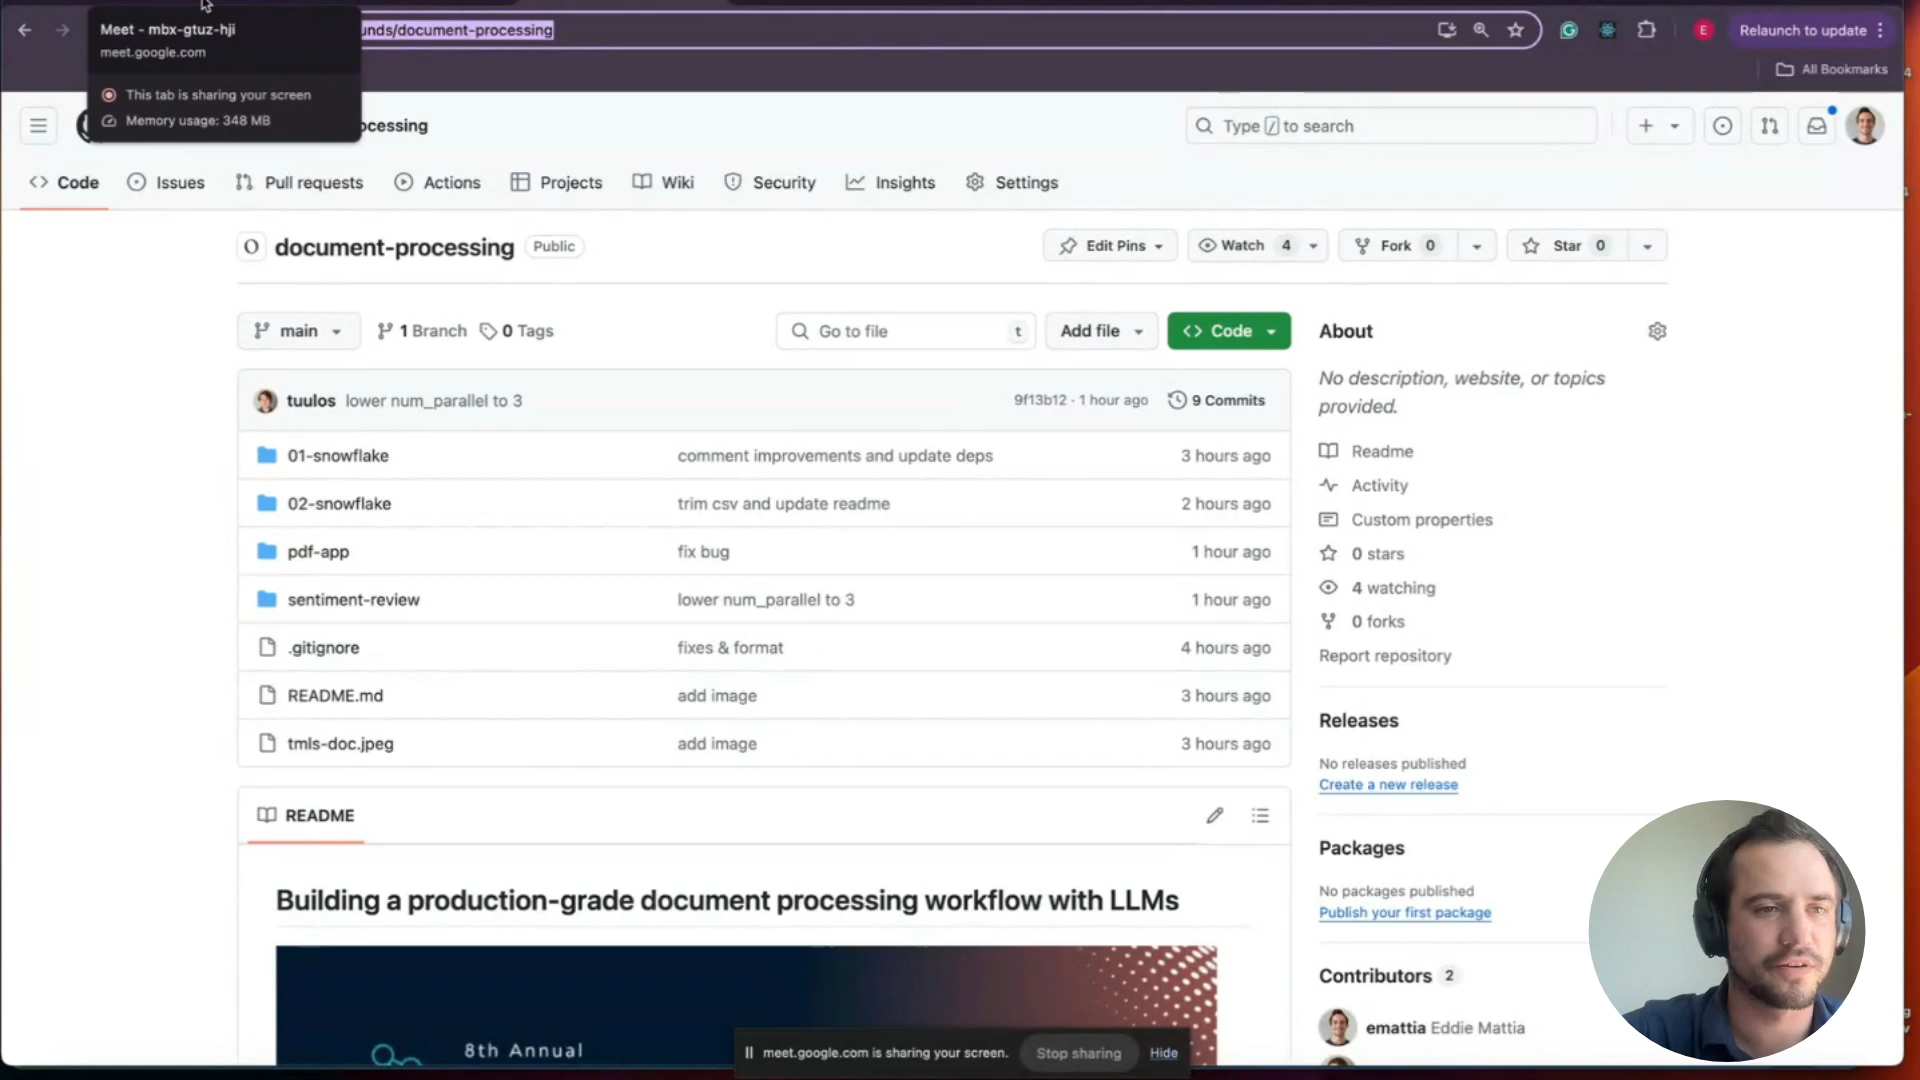 Meet - mbx-gtuz-hji
meet.google.com
This tab is sharing your screen
Memory usage: 348 MB
unds/document-processing
E
Relaunch to update
All Bookmarks
ocessing
Type / to search
Code
Issues
Pull requests
Actions
Projects
Wiki
Security
Insights
Settings
O
document-processing
Public
Edit Pins
Watch 4
Fork 0
Star 0
main
1 Branch
0 Tags
Go to file
t
Add file
Code
tuulos lower num_parallel to 3
9f13b12 · 1 hour ago
9 Commits
01-snowflake comment improvements and update deps 3 hours ago
02-snowflake trim csv and update readme 2 hours ago
pdf-app fix bug 1 hour ago
sentiment-review lower num_parallel to 3 1 hour ago
.gitignore fixes & format 4 hours ago
README.md add image 3 hours ago
tmls-doc.jpeg add image 3 hours ago
README
Building a production-grade document processing workflow with LLMs
8th Annual
About
No description, website, or topics
provided.
Readme
Activity
Custom properties
0 stars
4 watching
0 forks
Report repository
Releases
No releases published
Create a new release
Packages
No packages published
Publish your first package
Contributors 2
emattia Eddie Mattia
meet.google.com is sharing your screen.
Stop sharing
Hide